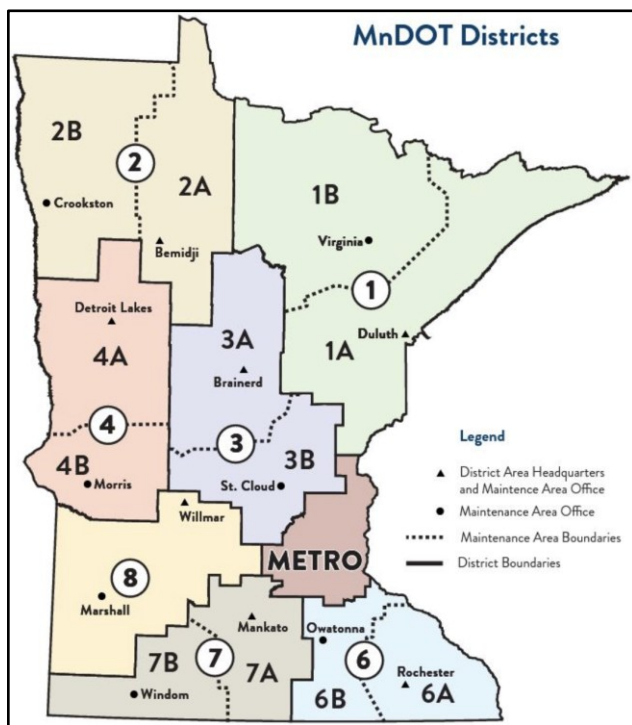 MnDOT Districts
2B
2
2A
Crookston
Bemidji
1B
Virginia
1
1A
Duluth
Detroit Lakes
4A
4
4B
Morris
3A
Brainerd
3
3B
St. Cloud
Willmar
METRO
8
Marshall
Mankato
7B
7
7A
Windom
Owatonna
6
Rochester
6B
6A
Legend
District Area Headquarters
and Maintence Area Office
Maintenance Area Office
Maintenance Area Boundaries
District Boundaries